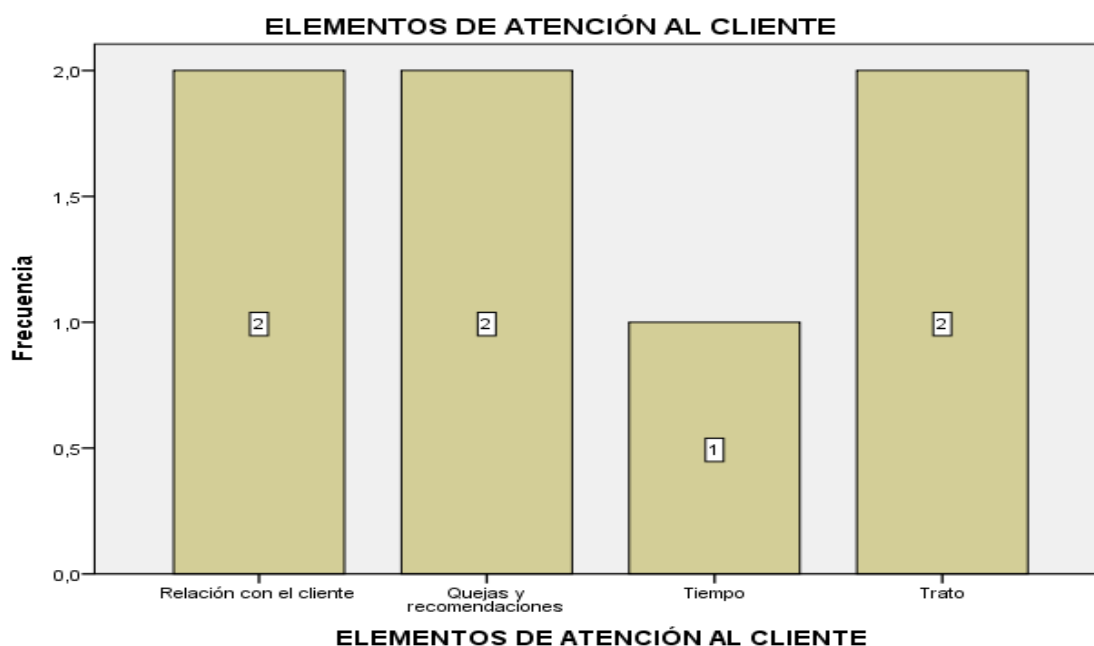 ELEMENTOS DE ATENCIÓN AL CLIENTE
2,0
1,5
1,0
0,5
0,0
Frecuencia
2
2
1
2
Relación con el cliente
Quejas y
recomendaciones
Tiempo
Trato
ELEMENTOS DE ATENCIÓN AL CLIENTE